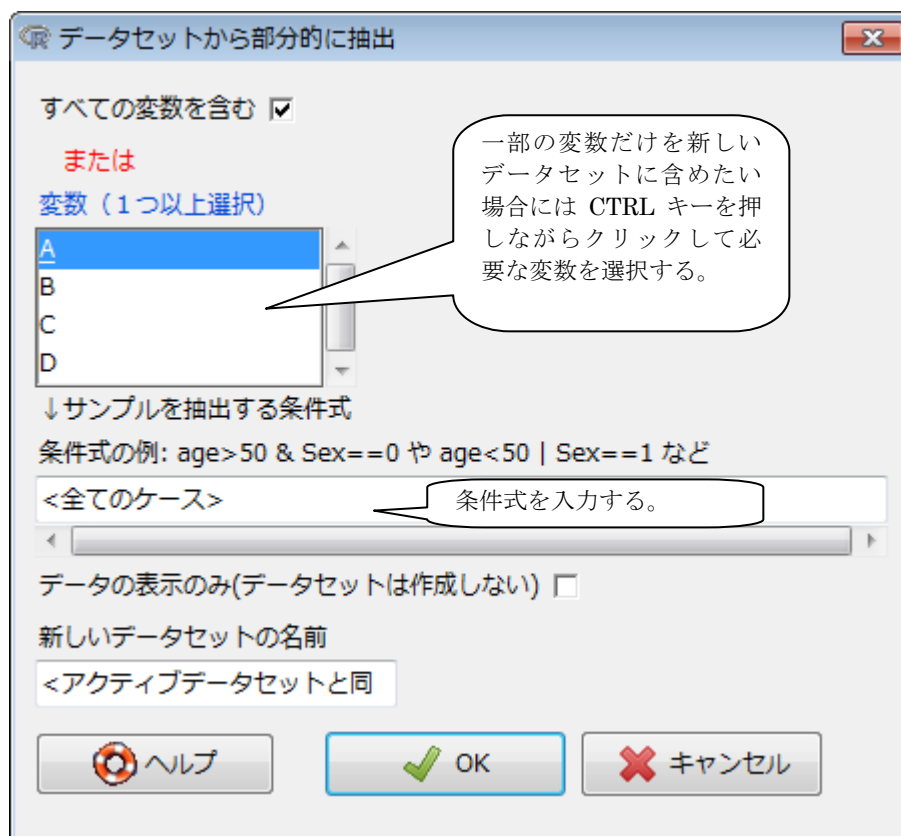 データセットから部分的に抽出
すべての変数を含む
または
変数（１つ以上選択）
A
B
C
D
一部の変数だけを新しい
データセットに含めたい
場合には CTRL キーを押
しながらクリックして必
要な変数を選択する。
↓サンプルを抽出する条件式
条件式の例: age>50 & Sex==0 や age<50 | Sex==1 など
<全てのケース>
条件式を入力する。
データの表示のみ(データセットは作成しない)
新しいデータセットの名前
<アクティブデータセットと同
ヘルプ
OK
キャンセル